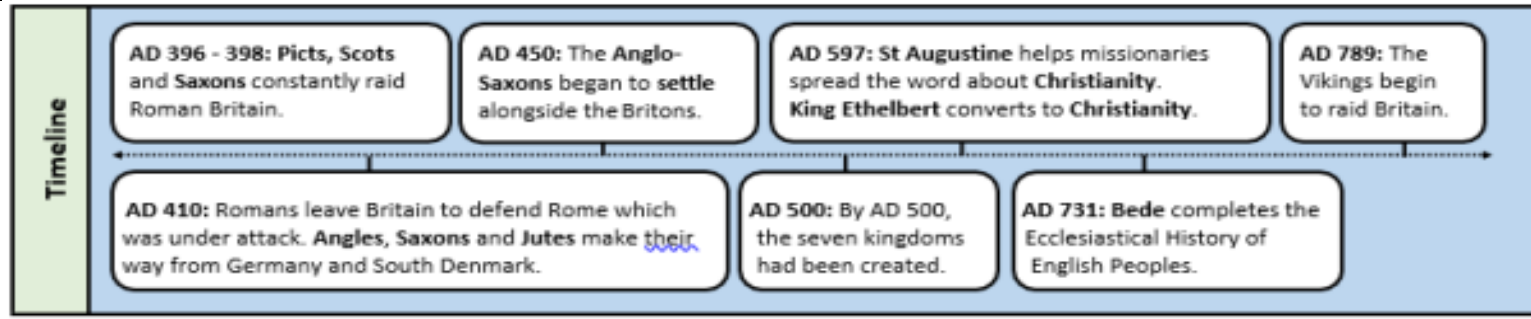 Timeline
AD 396 - 398: Picts, Scots
and Saxons constantly raid
Roman Britain.
AD 450: The Anglo-
Saxons began to settle
alongside the Britons.
AD 597: St Augustine helps missionaries
spread the word about Christianity.
King Ethelbert converts to Christianity.
AD 789: The
Vikings begin
to raid Britain.
AD 410: Romans leave Britain to defend Rome which
was under attack. Angles, Saxons and Jutes make their
way from Germany and South Denmark.
AD 500: By AD 500,
the seven kingdoms
had been created.
AD 731: Bede completes the
Ecclesiastical History of
English Peoples.